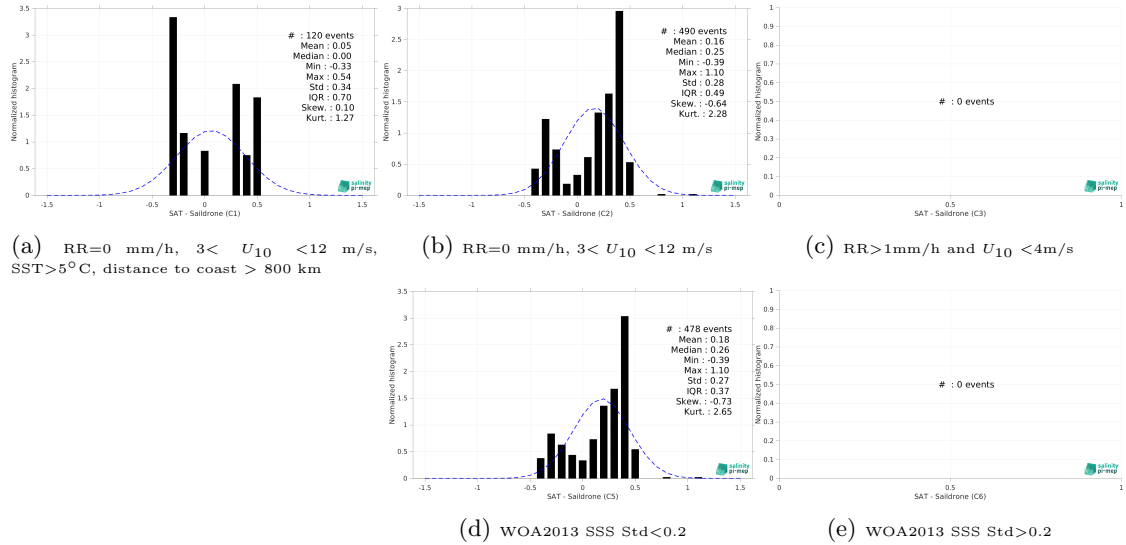 3.5
3
2.5
2
1.5
1
0.5
0
Normalized histogram
# : 120 events
Mean : 0.05
Median : 0.00
Min : -0.33
Max : 0.54
Std : 0.34
IQR : 0.70
Skew. : 0.10
Kurt. : 1.27
salinity
pi-mep
-1.5 -1 -0.5 0 0.5 1 1.5
SAT - Saildrone (C1)
(a) RR=0 mm/h, 3< U10 <12 m/s,
SST>5°C, distance to coast > 800 km
3
2.5
2
1.5
1
0.5
0
Normalized histogram
# : 490 events
Mean : 0.16
Median : 0.25
Min : -0.39
Max : 1.10
Std : 0.28
IQR : 0.49
Skew. : -0.64
Kurt. : 2.28
salinity
pi-mep
-1.5 -1 -0.5 0 0.5 1 1.5
SAT - Saildrone (C2)
(b) RR=0 mm/h, 3< U10 <12 m/s
1
0.9
0.8
0.7
0.6
0.5
0.4
0.3
0.2
0.1
0
Normalized histogram
# : 0 events
salinity
pi-mep
0 1
SAT - Saildrone (C3)
(c) RR>1mm/h and U10 <4m/s
3.5
3
2.5
2
1.5
1
0.5
0
Normalized histogram
# : 478 events
Mean : 0.18
Median : 0.26
Min : -0.39
Max : 1.10
Std : 0.27
IQR : 0.37
Skew. : -0.73
Kurt. : 2.65
salinity
pi-mep
-1.5 -1 -0.5 0 0.5 1 1.5
SAT - Saildrone (C5)
(d) WOA2013 SSS Std<0.2
1
0.9
0.8
0.7
0.6
0.5
0.4
0.3
0.2
0.1
0
Normalized histogram
# : 0 events
salinity
pi-mep
0 1
SAT - Saildrone (C6)
(e) WOA2013 SSS Std>0.2